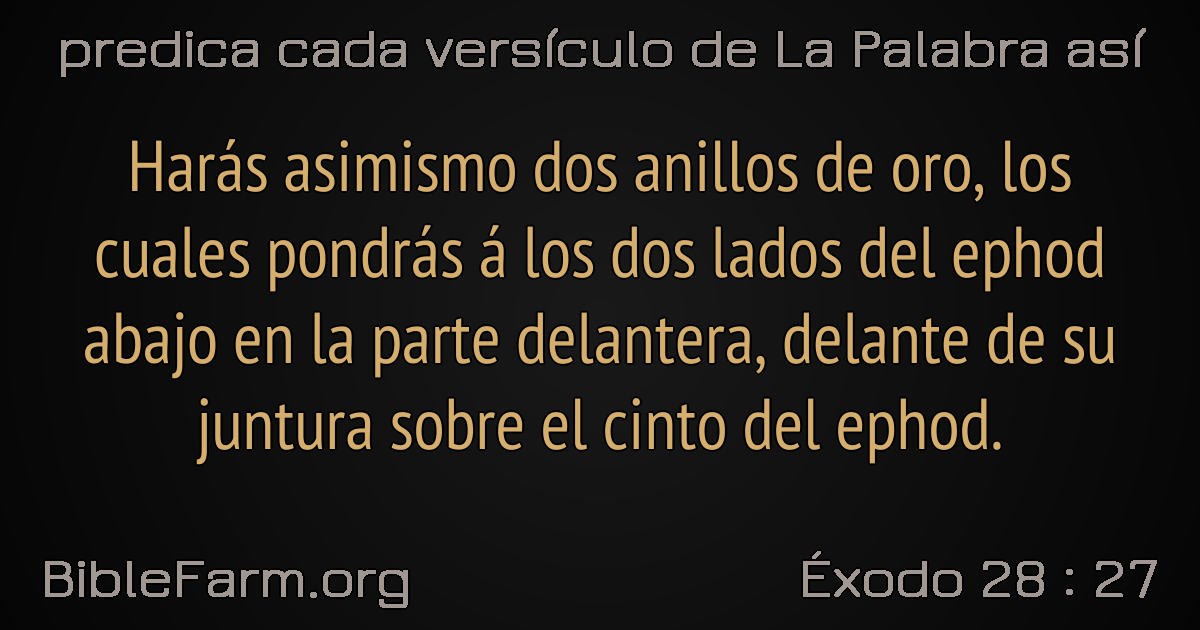 predica cada versículo de La Palabra así
Harás asimismo dos anillos de oro, los
cuales pondrás á los dos lados del ephod
abajo en la parte delantera, delante de su
juntura sobre el cinto del ephod.
BibleFarm.org
Éxodo 28 : 27